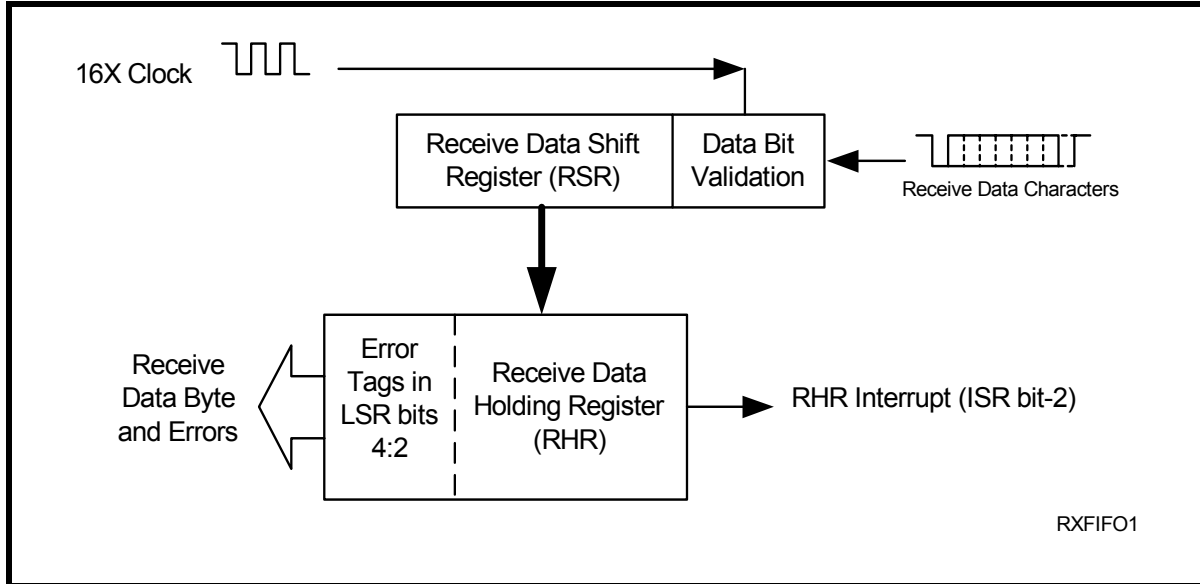 16X Clock
Receive Data Shift
Register (RSR)
Data Bit
Validation
Receive Data Characters
Receive
Data Byte
and Errors
Error
Tags in
LSR bits
4:2
Receive Data
Holding Register
(RHR)
RHR Interrupt (ISR bit-2)
RXFIFO1